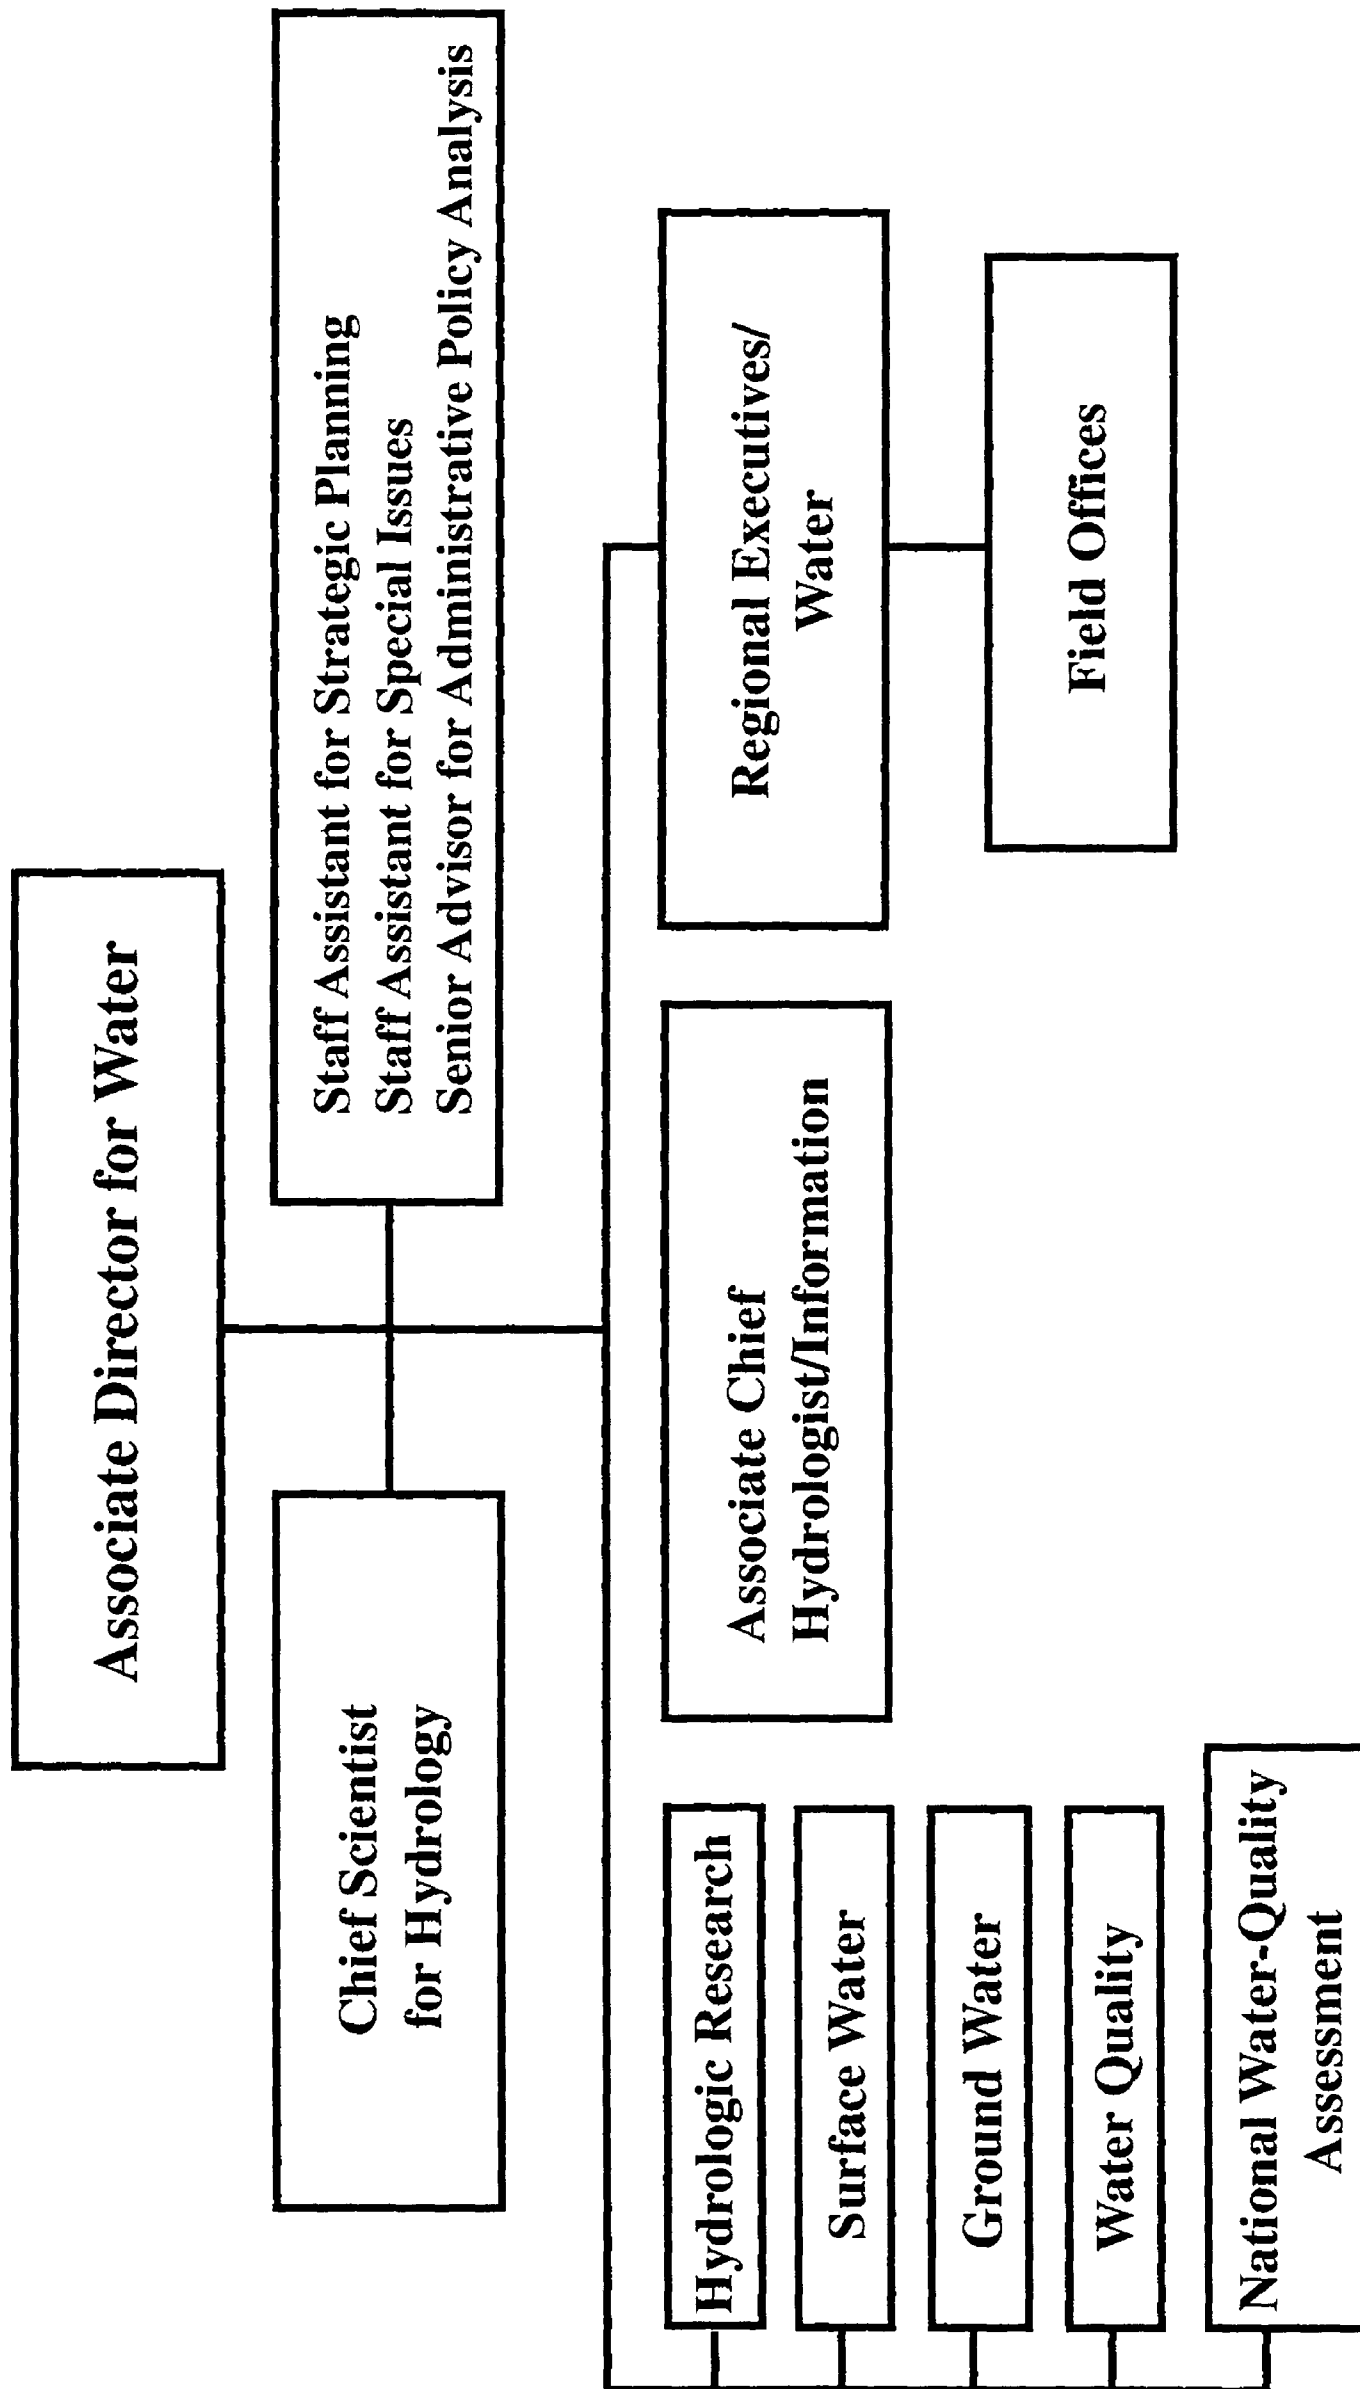 Associate Director for Water
Chief Scientist
for Hydrology
Staff Assistant for Strategic Planning
Staff Assistant for Special Issues
Senior Advisor for Administrative Policy Analysis
Hydrologic Research
Surface Water
Ground Water
Water Quality
National Water-Quality
Assessment
Associate Chief
Hydrologist/Information
Regional Executives/
Water
Field Offices